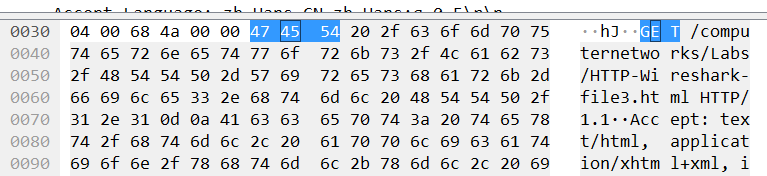 Accept-Language: zh-Hans-CN,zh-Hans;q=0.5\r\n
0030 04 00 68 4a 00 00 47 45 54 20 2f 63 6f 6d 70 75 ··hJ··GE T /compu
0040 74 65 72 6e 65 74 77 6f 72 6b 73 2f 4c 61 62 73 ternetwo rks/Labs
0050 2f 48 54 54 50 2d 57 69 72 65 73 68 61 72 6b 2d /HTTP-Wi reshark-
0060 66 69 6c 65 33 2e 68 74 6d 6c 20 48 54 54 50 2f file3.ht ml HTTP/
0070 31 2e 31 0d 0a 41 63 63 65 70 74 3a 20 74 65 78 1.1··Acc ept: tex
0080 74 2f 68 74 6d 6c 2c 20 61 70 70 6c 69 63 61 74 t/html, applicat
0090 69 6f 6e 2f 78 68 74 6d 6c 2b 78 6d 6c 2c 20 69 ion/xhtm l+xml, i